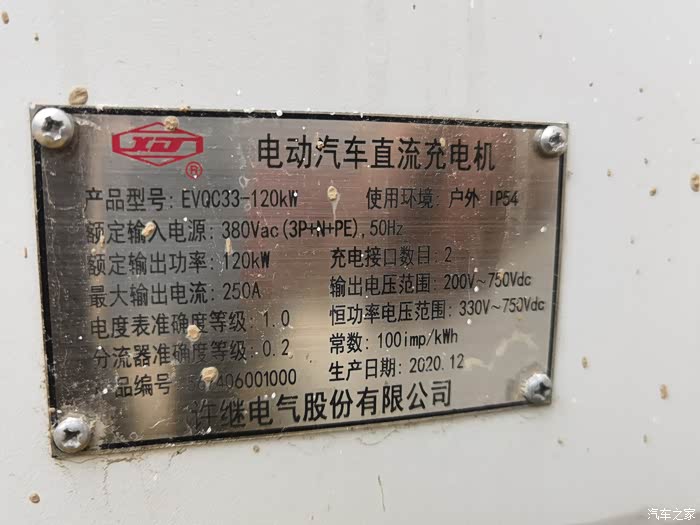 XJ
®
电动汽车直流充电机
产品型号: EVQC33-120kW 使用环境: 户外 IP54
额定输入电源: 380Vac(3P+N+PE),50Hz
额定输出功率: 120kW 充电接口数目: 2
最大输出电流: 250A 输出电压范围: 200V~750Vdc
电度表准确度等级: 1.0 恒功率电压范围: 330V~750Vdc
分流器准确度等级: 0.2 常数: 100imp/kWh
品编号 406001000 生产日期: 2020.12
许继电气股份有限公司
汽车之家